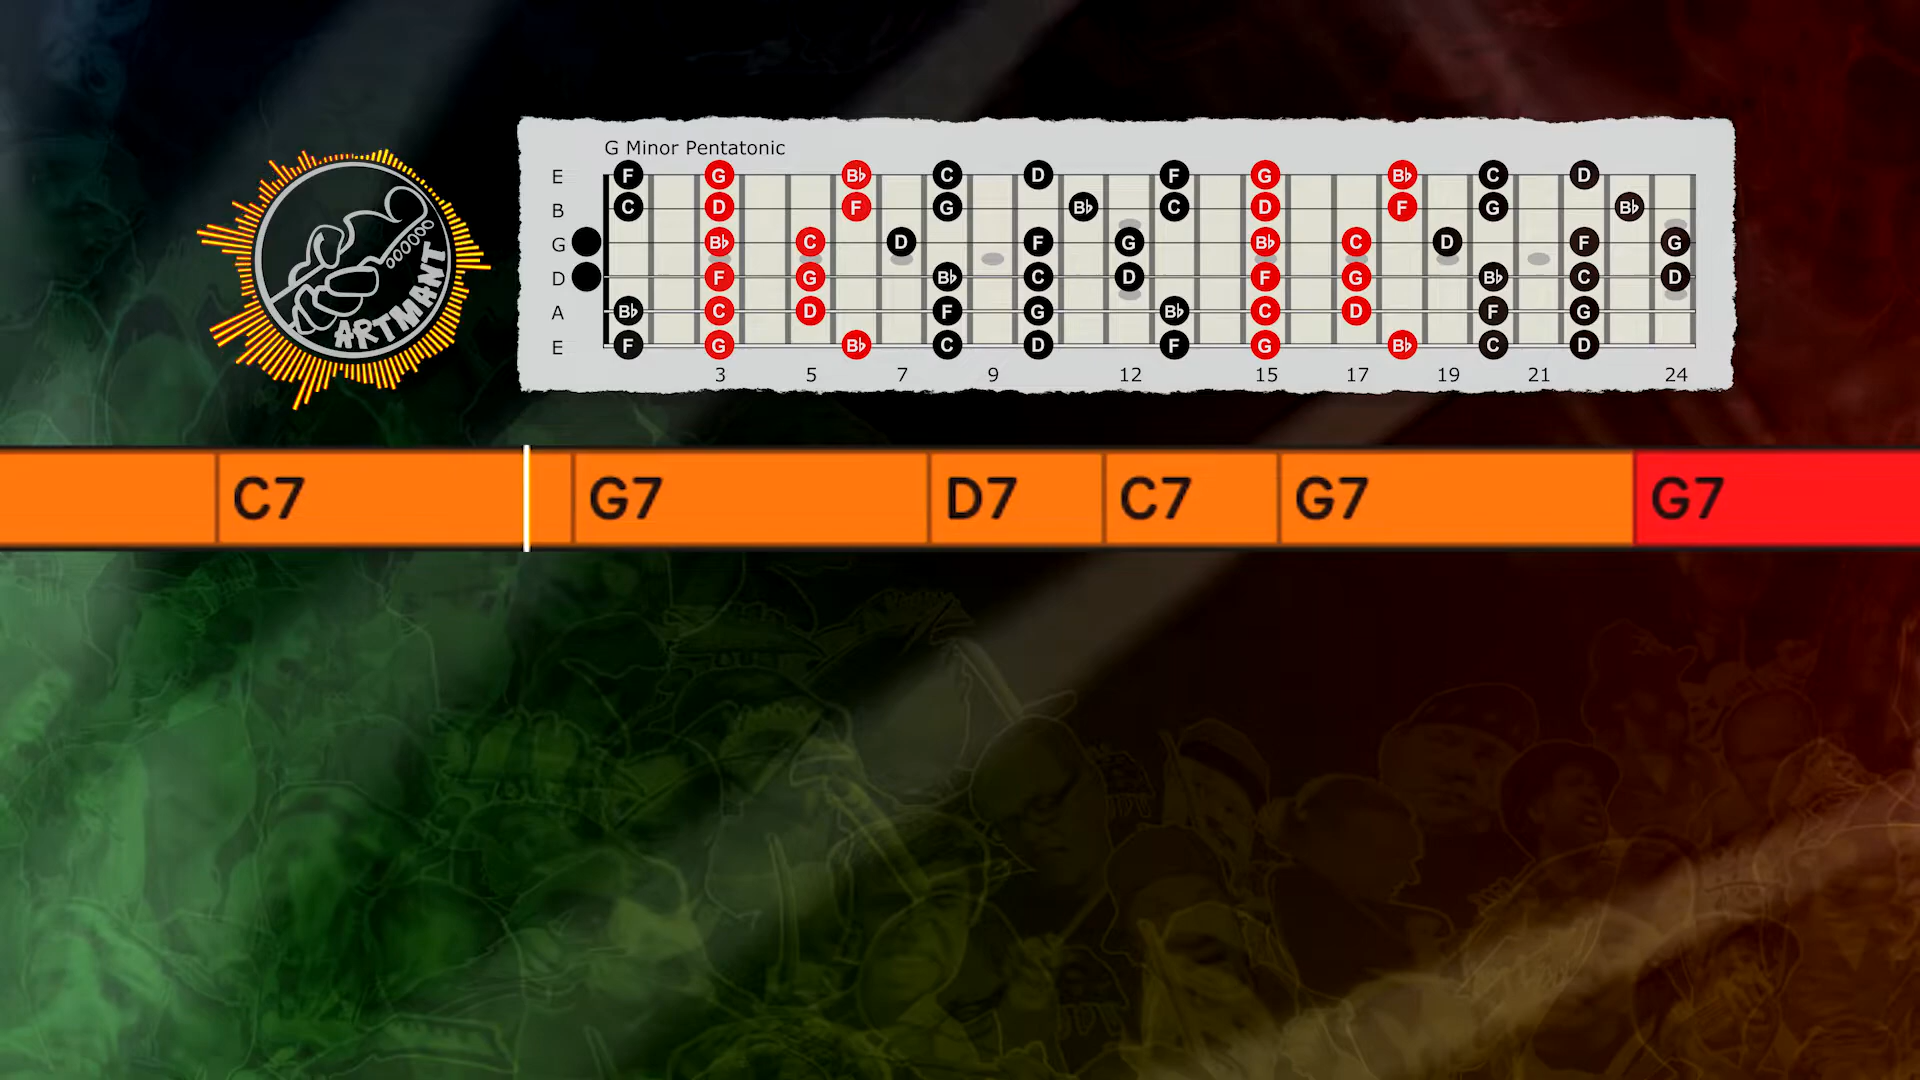 G Minor Pentatonic
E F G B♭ C D F G B♭ C D
B C D F G B♭ C D F G B♭
G B♭ C D F G B♭ C D F G
D F G B♭ C D F G B♭ C D
A B♭ C D F G B♭ C D F G
E F G B♭ C D F G B♭ C D
3 5 7 9 12 15 17 19 21 24
ARTMANT
C7 G7 D7 C7 G7 G7